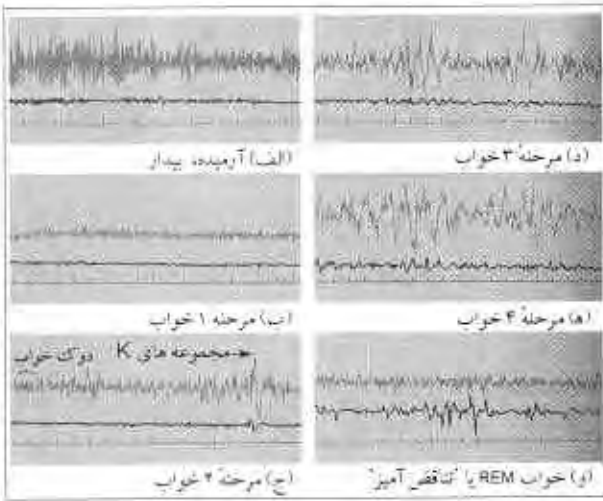 (الف) آرمیده، بیدار
(ب) مرحله ۱ خواب
مجموعه های K دوک خواب
(ج) مرحلهٔ ۲ خواب
(د) مرحلهٔ ۳ خواب
(ه) مرحلهٔ ۴ خواب
(و) خواب REM یا "تناقض آمیز"